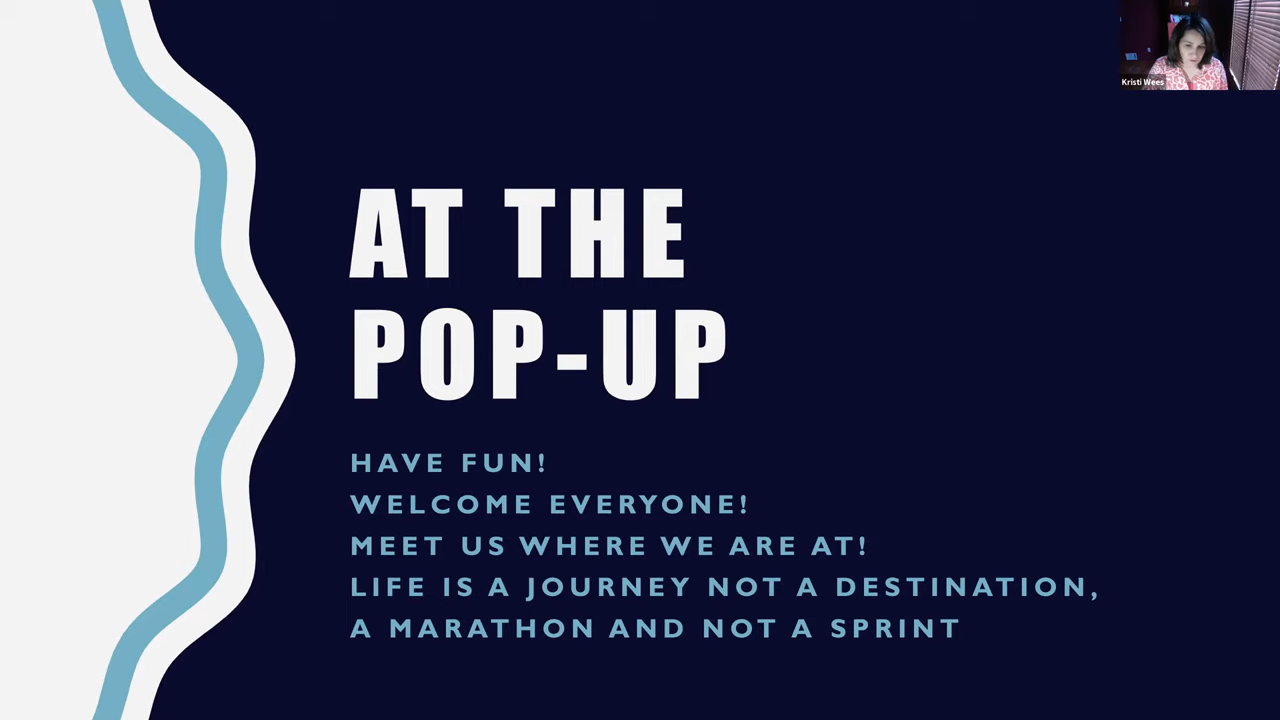 Kristi Wees
AT THE
POP-UP
HAVE FUN!
WELCOME EVERYONE!
MEET US WHERE WE ARE AT!
LIFE IS A JOURNEY NOT A DESTINATION,
A MARATHON AND NOT A SPRINT